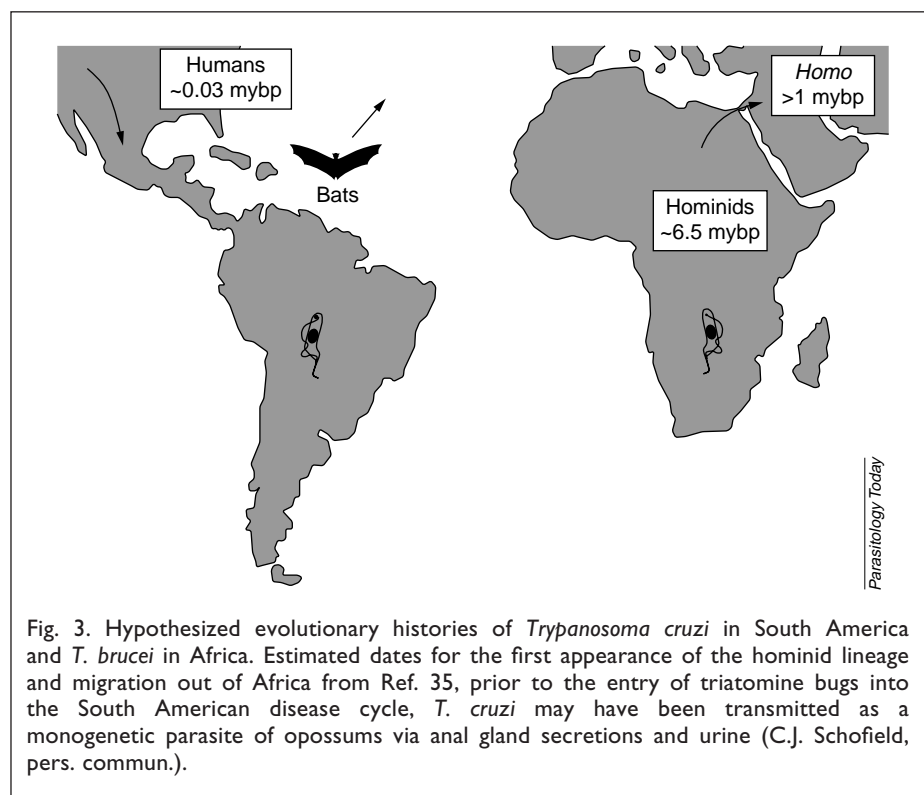 Humans
~0.03 mybp
Bats
Homo
>1 mybp
Hominids
~6.5 mybp
Parasitology Today
Fig. 3. Hypothesized evolutionary histories of Trypanosoma cruzi in South America
and T. brucei in Africa. Estimated dates for the first appearance of the hominid lineage
and migration out of Africa from Ref. 35, prior to the entry of triatomine bugs into
the South American disease cycle, T. cruzi may have been transmitted as a
monogenetic parasite of opossums via anal gland secretions and urine (C.J. Schofield,
pers. commun.).